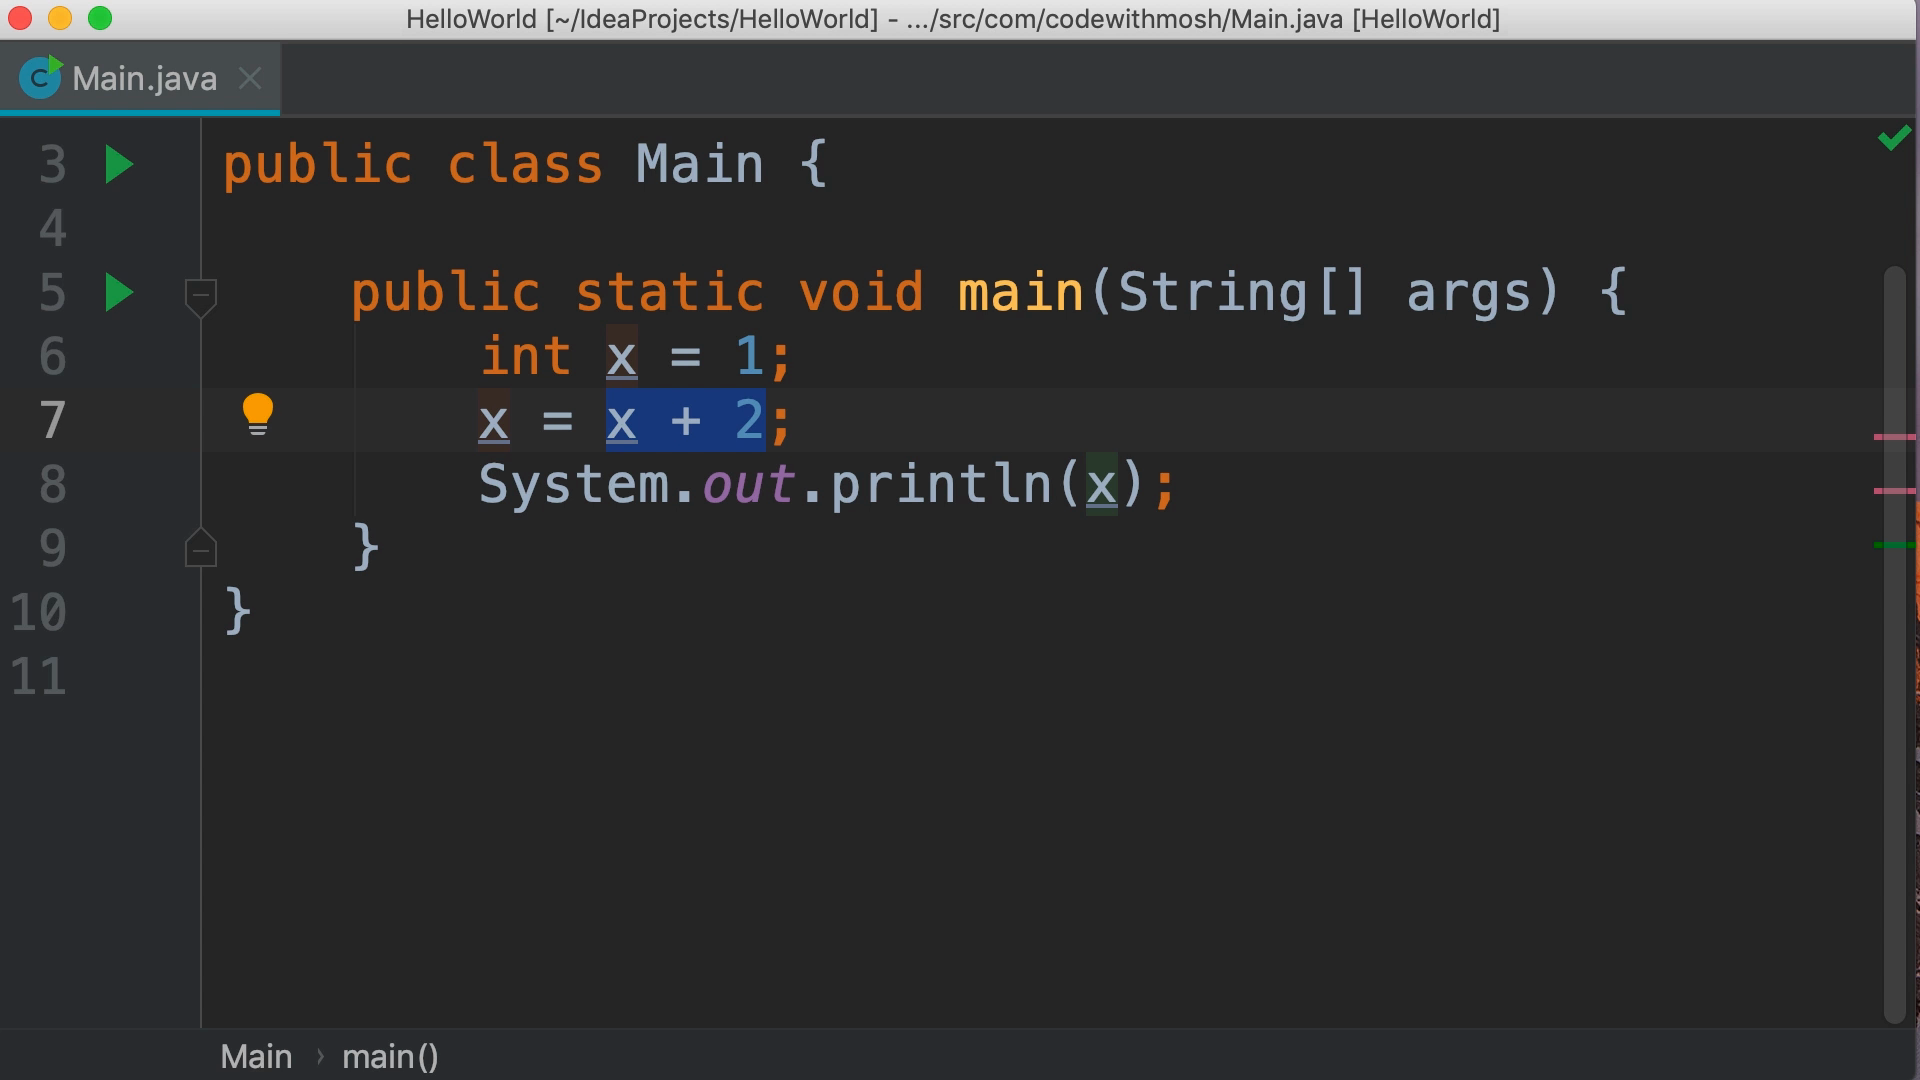 HelloWorld [~/IdeaProjects/HelloWorld] - .../src/com/codewithmosh/Main.java [HelloWorld]
Main.java
3 public class Main {
4
5 public static void main(String[] args) {
6 int x = 1;
7 x = x + 2;
8 System.out.println(x);
9 }
10 }
11
Main › main()